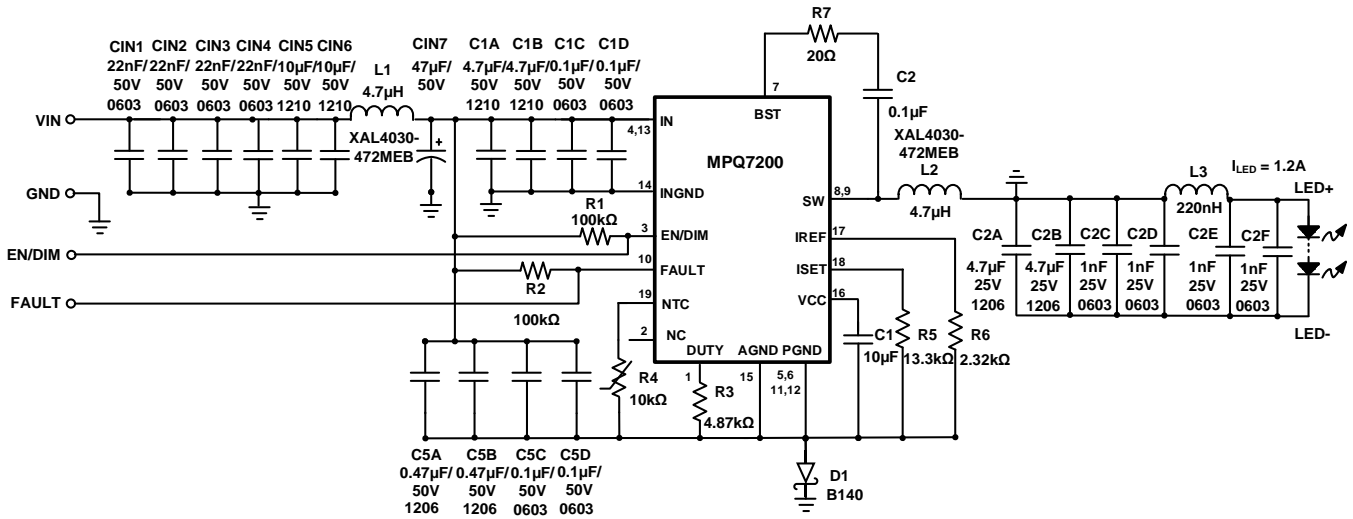 CIN1
22nF/
50V
0603
CIN2
22nF/
50V
0603
CIN3
22nF/
50V
0603
CIN4
22nF/
50V
0603
CIN5
10µF/
50V
1210
CIN6
10µF/
50V
1210
L1
4.7µH
XAL4030-
472MEB
CIN7
47µF/
50V
+
C1A
4.7µF/
50V
1210
C1B
4.7µF/
50V
1210
C1C
0.1µF/
50V
0603
C1D
0.1µF/
50V
0603
R7
20Ω
C2
0.1µF
XAL4030-
472MEB
L2
4.7µH
VIN
GND
EN/DIM
FAULT
R1
100kΩ
R2
100kΩ
MPQ7200
7
BST
4,13
IN
14
INGND
3
EN/DIM
10
FAULT
19
NTC
2
NC
DUTY
1
AGND
15
PGND
5,6
11,12
SW
8,9
IREF
17
ISET
18
VCC
16
L3
220nH
ILED = 1.2A
LED+
LED-
C2A
4.7µF
25V
1206
C2B
4.7µF
25V
1206
C2C
1nF
25V
0603
C2D
1nF
25V
0603
C2E
1nF
25V
0603
C2F
1nF
25V
0603
C1
10µF
R5
13.3kΩ
R6
2.32kΩ
R4
10kΩ
R3
4.87kΩ
C5A
0.47µF/
50V
1206
C5B
0.47µF/
50V
1206
C5C
0.1µF/
50V
0603
C5D
0.1µF/
50V
0603
D1
B140